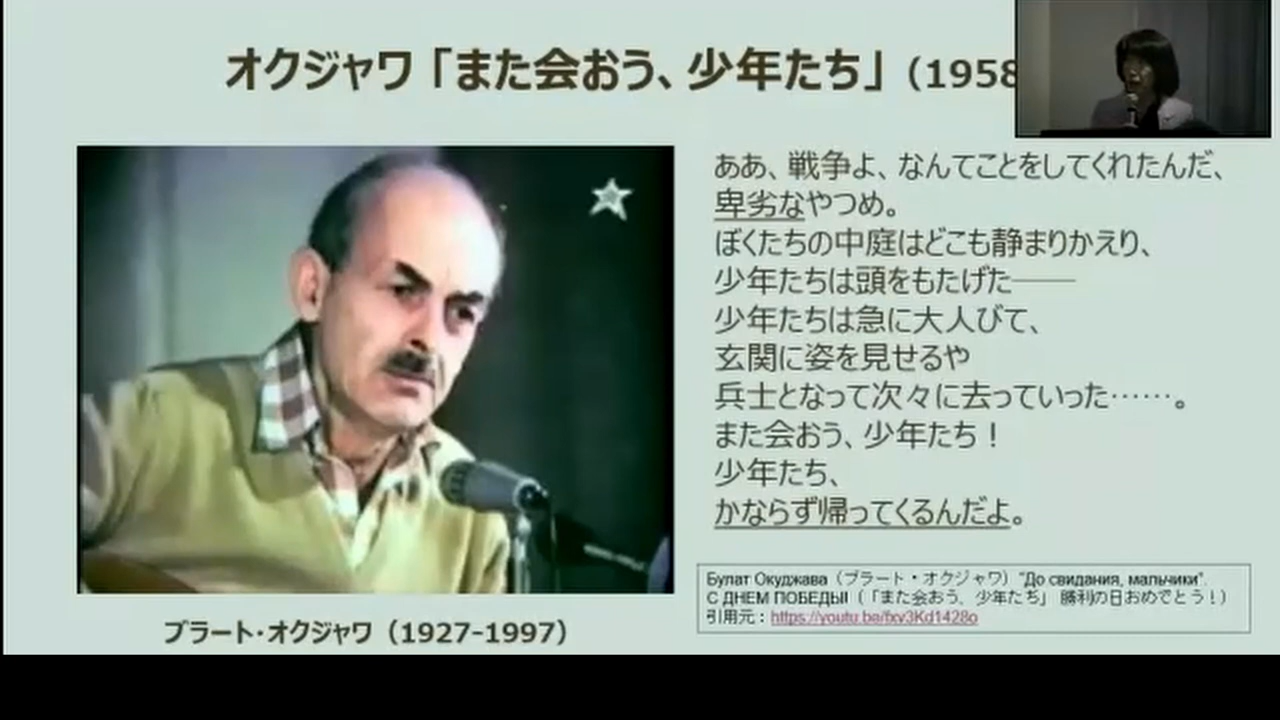 オクジャワ「また会おう、少年たち」（1958
ああ、戦争よ、なんてことをしてくれたんだ、
卑劣なやつめ。
ぼくたちの中庭はどこも静まりかえり、
少年たちは頭をもたげた――
少年たちは急に大人びて、
玄関に姿を見せるや
兵士となって次々に去っていった……。
また会おう、少年たち！
少年たち、
かならず帰ってくるんだよ。
Булат Окуджава（ブラート・オクジャワ）"До свидания, мальчики".
С ДНЕМ ПОБЕДЫ!（「また会おう、少年たち」 勝利の日おめでとう！）
引用元：https://youtu.be/fxv3Kd1428o
ブラート・オクジャワ（1927-1997）